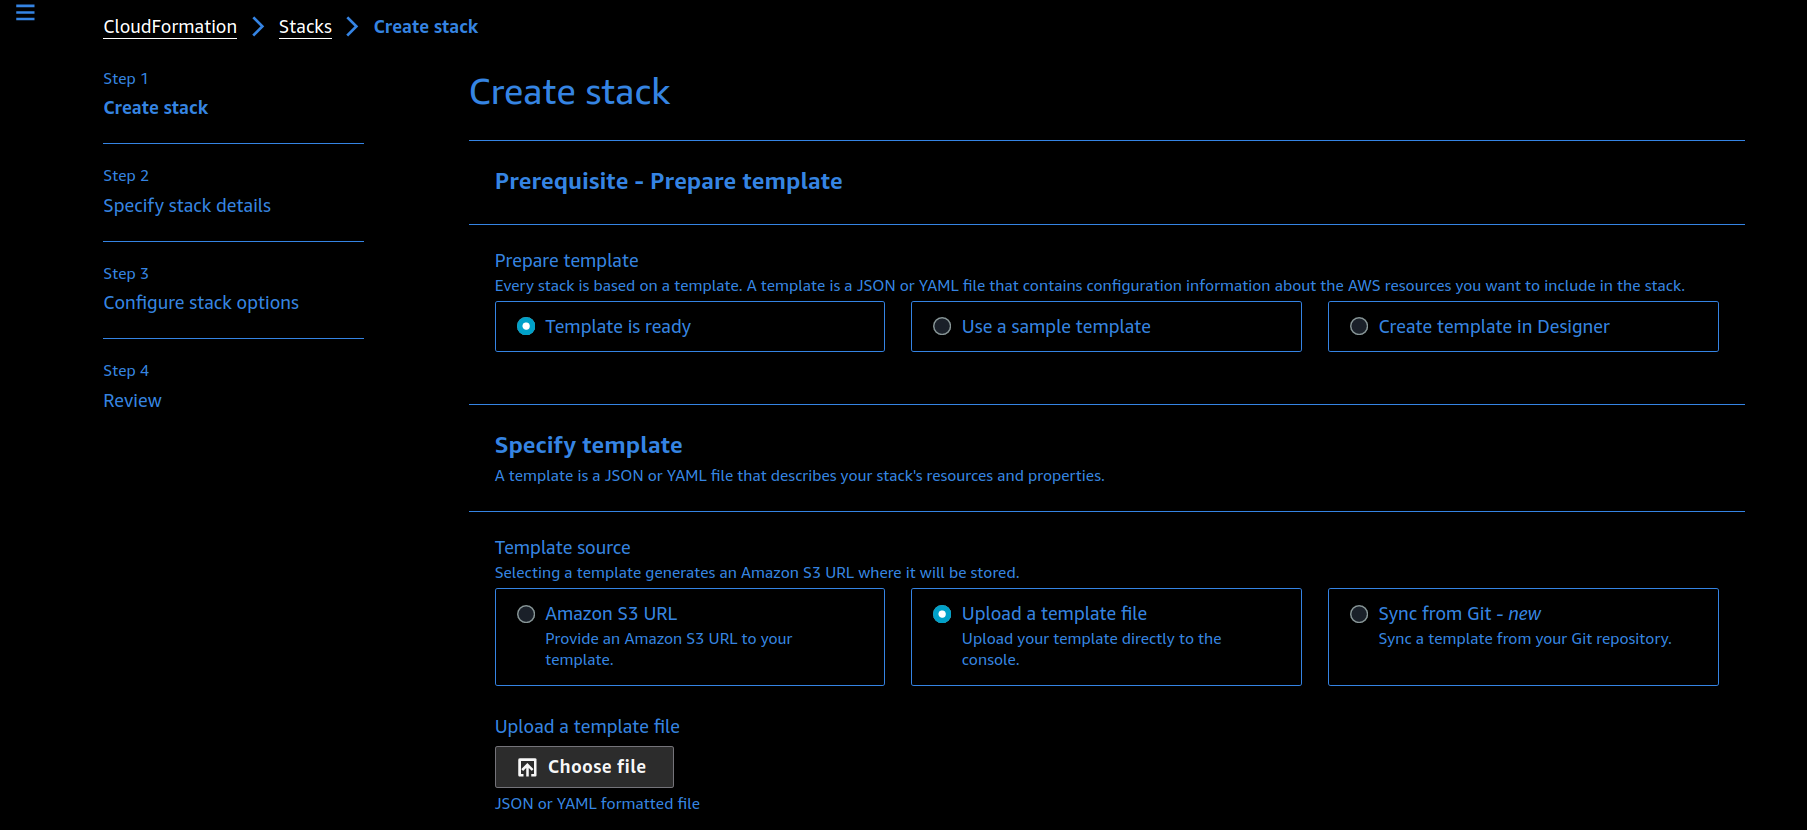 CloudFormation > Stacks > Create stack
Step 1
Create stack
Step 2
Specify stack details
Step 3
Configure stack options
Step 4
Review
Create stack
Prerequisite - Prepare template
Prepare template
Every stack is based on a template. A template is a JSON or YAML file that contains configuration information about the AWS resources you want to include in the stack.
Template is ready
Use a sample template
Create template in Designer
Specify template
A template is a JSON or YAML file that describes your stack's resources and properties.
Template source
Selecting a template generates an Amazon S3 URL where it will be stored.
Amazon S3 URL
Provide an Amazon S3 URL to your
template.
Upload a template file
Upload your template directly to the
console.
Sync from Git - new
Sync a template from your Git repository.
Upload a template file
Choose file
JSON or YAML formatted file